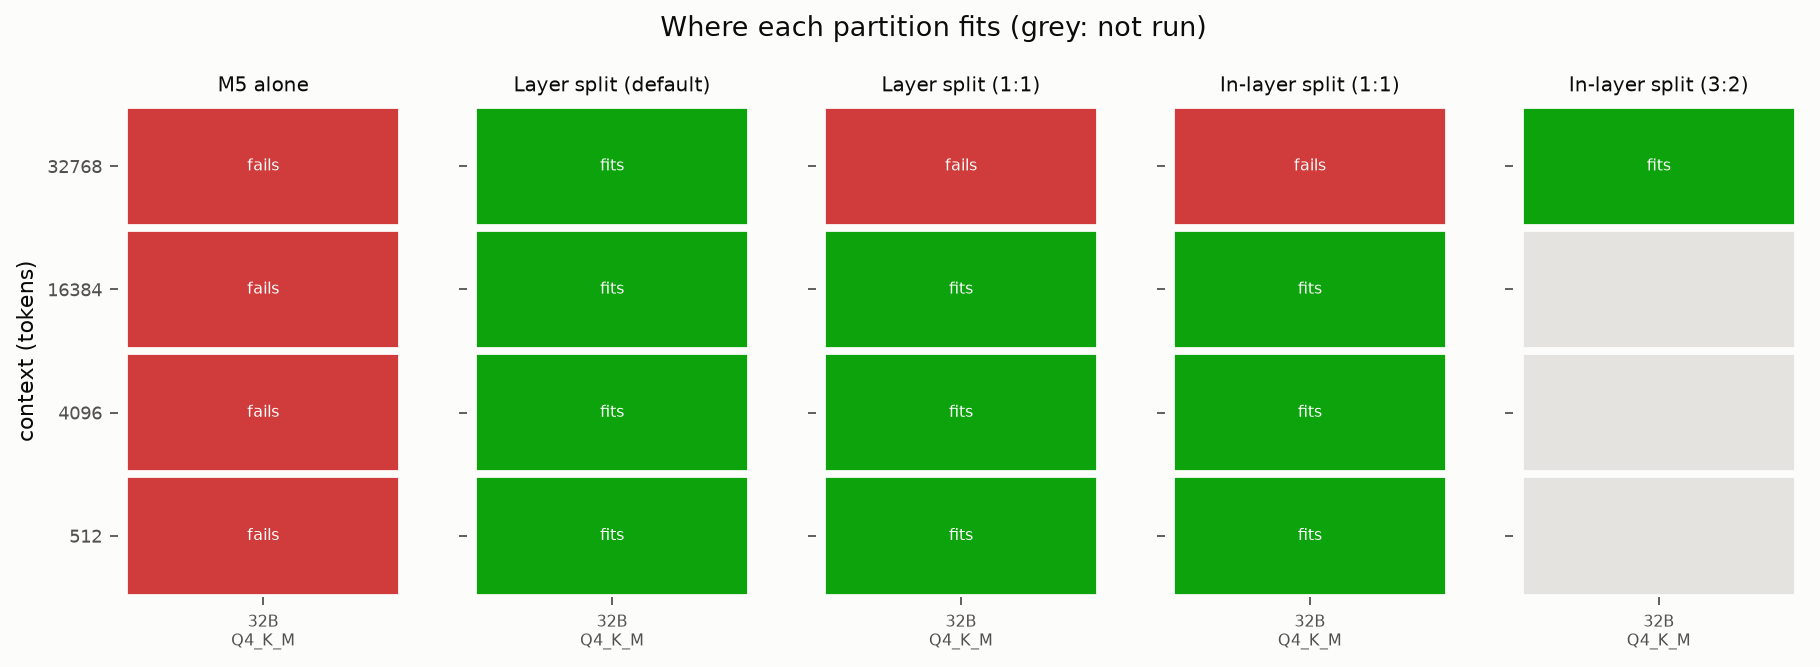 Where each partition fits (grey: not run)
M5 alone
Layer split (default)
Layer split (1:1)
In-layer split (1:1)
In-layer split (3:2)
context (tokens)
32768
fails
fits
fails
fails
fits
16384
fails
fits
fits
fits
4096
fails
fits
fits
fits
512
fails
fits
fits
fits
32B
Q4_K_M
32B
Q4_K_M
32B
Q4_K_M
32B
Q4_K_M
32B
Q4_K_M